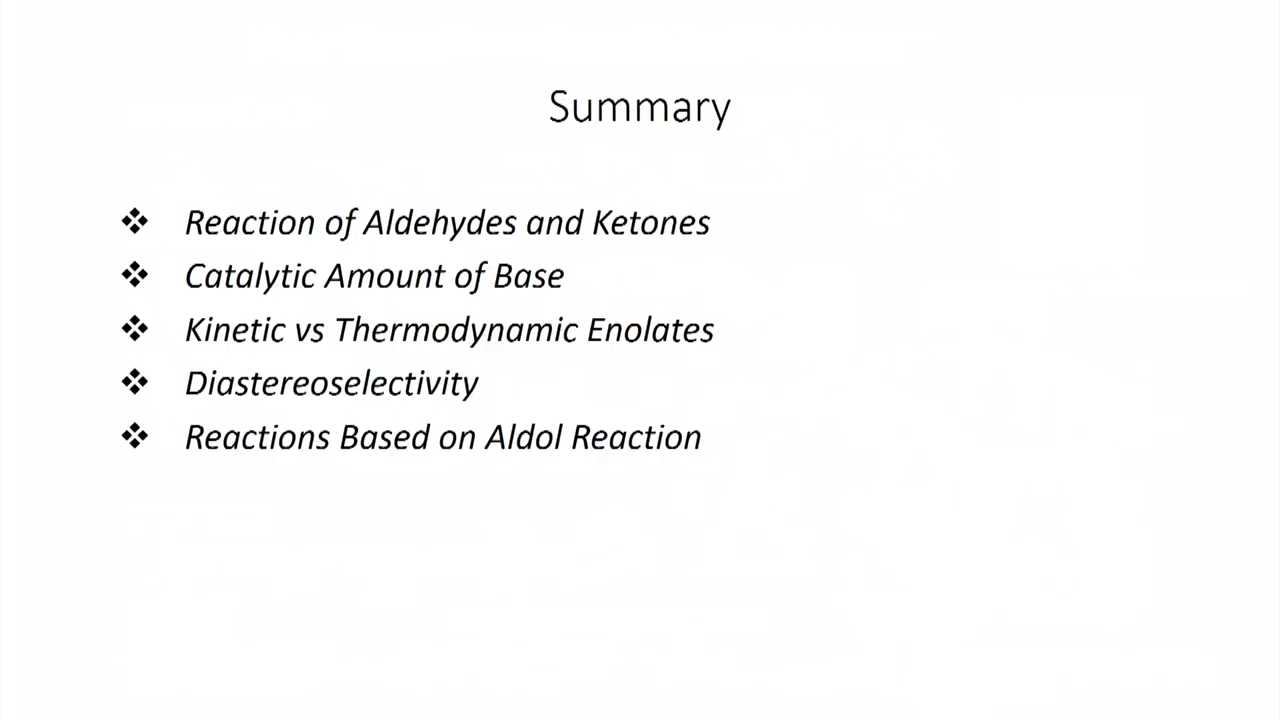 Summary
❖ Reaction of Aldehydes and Ketones
❖ Catalytic Amount of Base
❖ Kinetic vs Thermodynamic Enolates
❖ Diastereoselectivity
❖ Reactions Based on Aldol Reaction